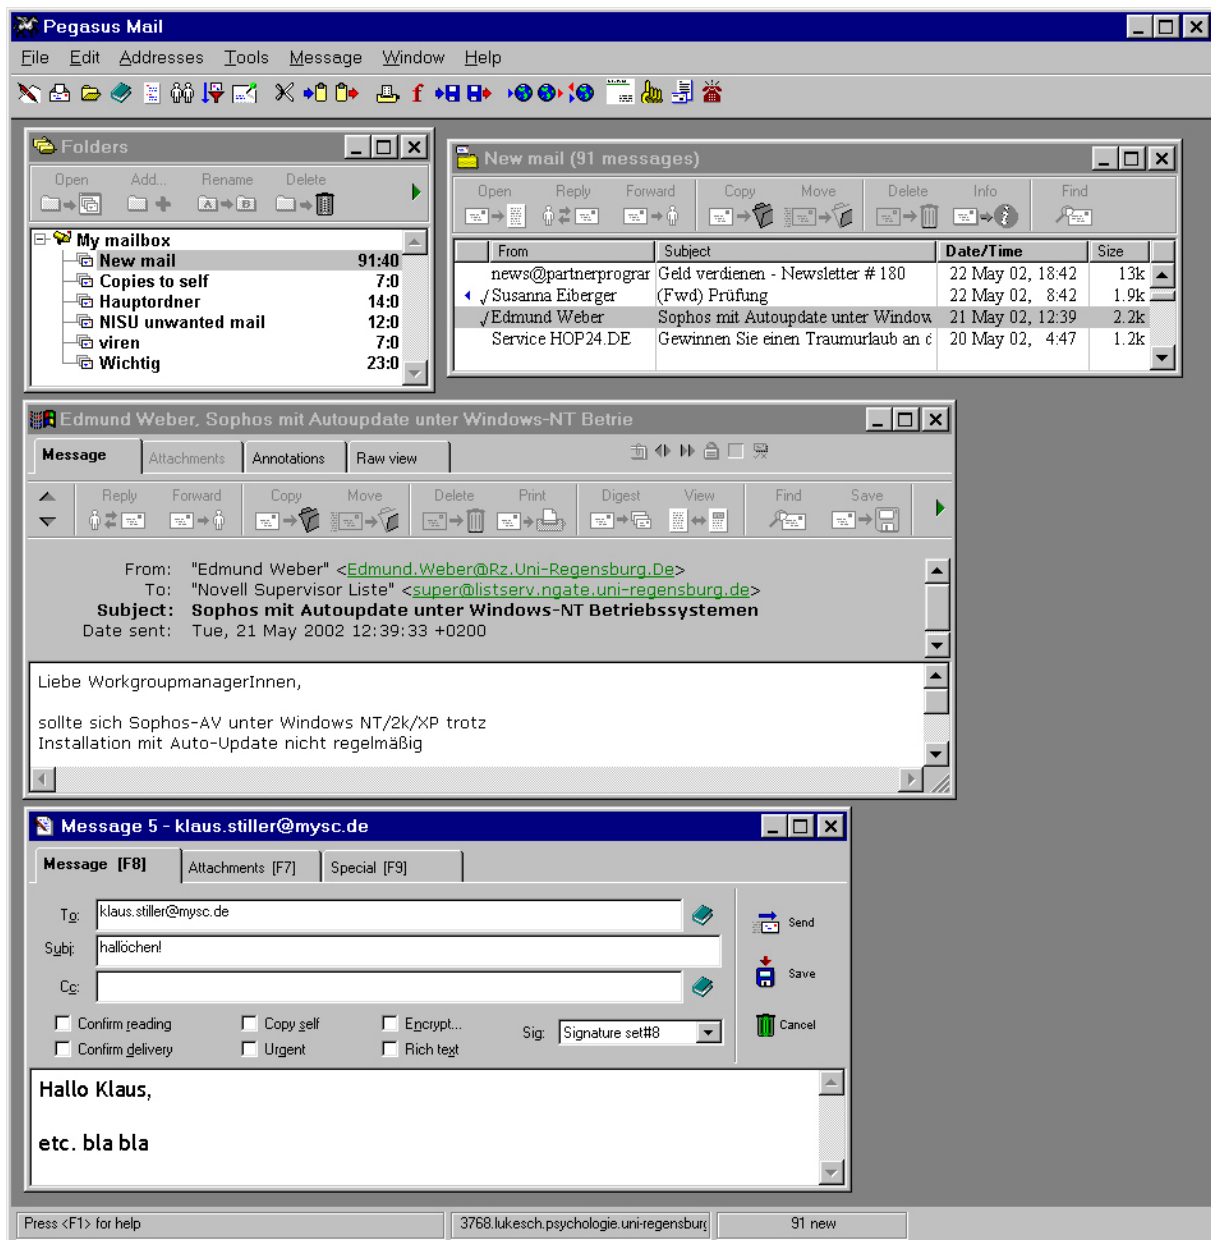 Pegasus Mail
File Edit Addresses Tools Message Window Help
Folders
Open Add... Rename Delete
My mailbox
New mail 91:40
Copies to self 7:0
Hauptordner 14:0
NISU unwanted mail 12:0
viren 7:0
Wichtig 23:0
New mail (91 messages)
Open Reply Forward Copy Move Delete Info Find
From Subject Date/Time Size
news@partnerprograr Geld verdienen - Newsletter # 180 22 May 02, 18:42 13k
√Susanna Eiberger (Fwd) Prüfung 22 May 02, 8:42 1.9k
√Edmund Weber Sophos mit Autoupdate unter Window 21 May 02, 12:39 2.2k
Service HOP24.DE Gewinnen Sie einen Traumurlaub an d 20 May 02, 4:47 1.2k
Edmund Weber, Sophos mit Autoupdate unter Windows-NT Betrie
Message Attachments Annotations Raw view
Reply Forward Copy Move Delete Print Digest View Find Save
From: "Edmund Weber" <Edmund.Weber@Rz.Uni-Regensburg.De>
To: "Novell Supervisor Liste" <super@listserv.ngate.uni-regensburg.de>
Subject: Sophos mit Autoupdate unter Windows-NT Betriebssystemen
Date sent: Tue, 21 May 2002 12:39:33 +0200
Liebe WorkgroupmanagerInnen,
sollte sich Sophos-AV unter Windows NT/2k/XP trotz
Installation mit Auto-Update nicht regelmäßig
Message 5 - klaus.stiller@mysc.de
Message [F8] Attachments [F7] Special [F9]
To: klaus.stiller@mysc.de
Send
Subj: hallöchen!
Save
Cc:
Confirm reading Copy self Encrypt... Sig: Signature set#8 Cancel
Confirm delivery Urgent Rich text
Hallo Klaus,
etc. bla bla
Press <F1> for help 3768.lukesch.psychologie.uni-regensburg 91 new